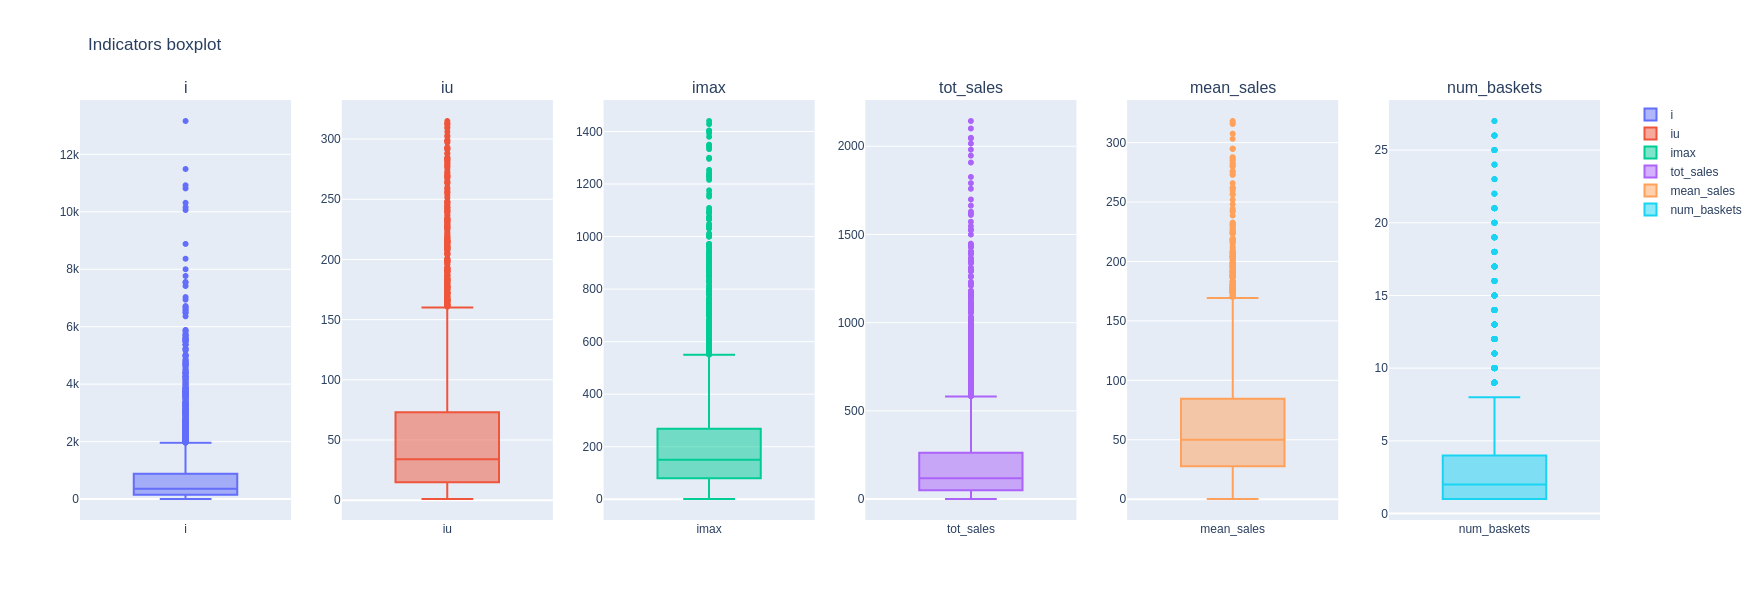 Indicators boxplot
i
iu
imax
tot_sales
mean_sales
num_baskets
12k
10k
8k
6k
4k
2k
0
i
300
250
200
150
100
50
0
iu
1400
1200
1000
800
600
400
200
0
imax
2000
1500
1000
500
0
tot_sales
300
250
200
150
100
50
0
mean_sales
25
20
15
10
5
0
num_baskets
i
iu
imax
tot_sales
mean_sales
num_baskets